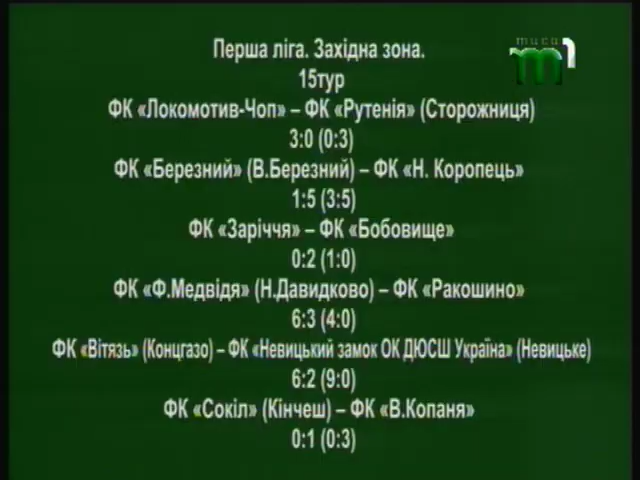 тиса
1
Перша ліга. Західна зона.
15тур
ФК «Локомотив-Чоп» – ФК «Рутенія» (Сторожниця)
3:0 (0:3)
ФК «Березний» (В.Березний) – ФК «Н. Коропець»
1:5 (3:5)
ФК «Заріччя» – ФК «Бобовище»
0:2 (1:0)
ФК «Ф.Медвідя» (Н.Давидково) – ФК «Ракошино»
6:3 (4:0)
ФК «Вітязь» (Концгазо) – ФК «Невицький замок ОК ДЮСШ Україна» (Невицьке)
6:2 (9:0)
ФК «Сокіл» (Кінчеш) – ФК «В.Копаня»
0:1 (0:3)